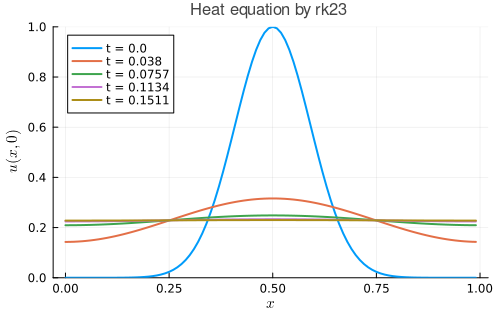 Heat equation by rk23
1.0
0.8
0.6
0.4
0.2
0.0
u(x,0)
t = 0.0
t = 0.038
t = 0.0757
t = 0.1134
t = 0.1511
0.00 0.25 0.50 0.75 1.00
x